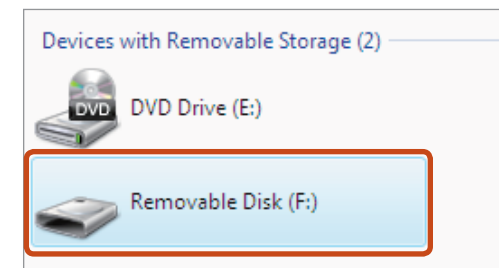 Devices with Removable Storage (2)
DVD
DVD Drive (E:)
Removable Disk (F:)